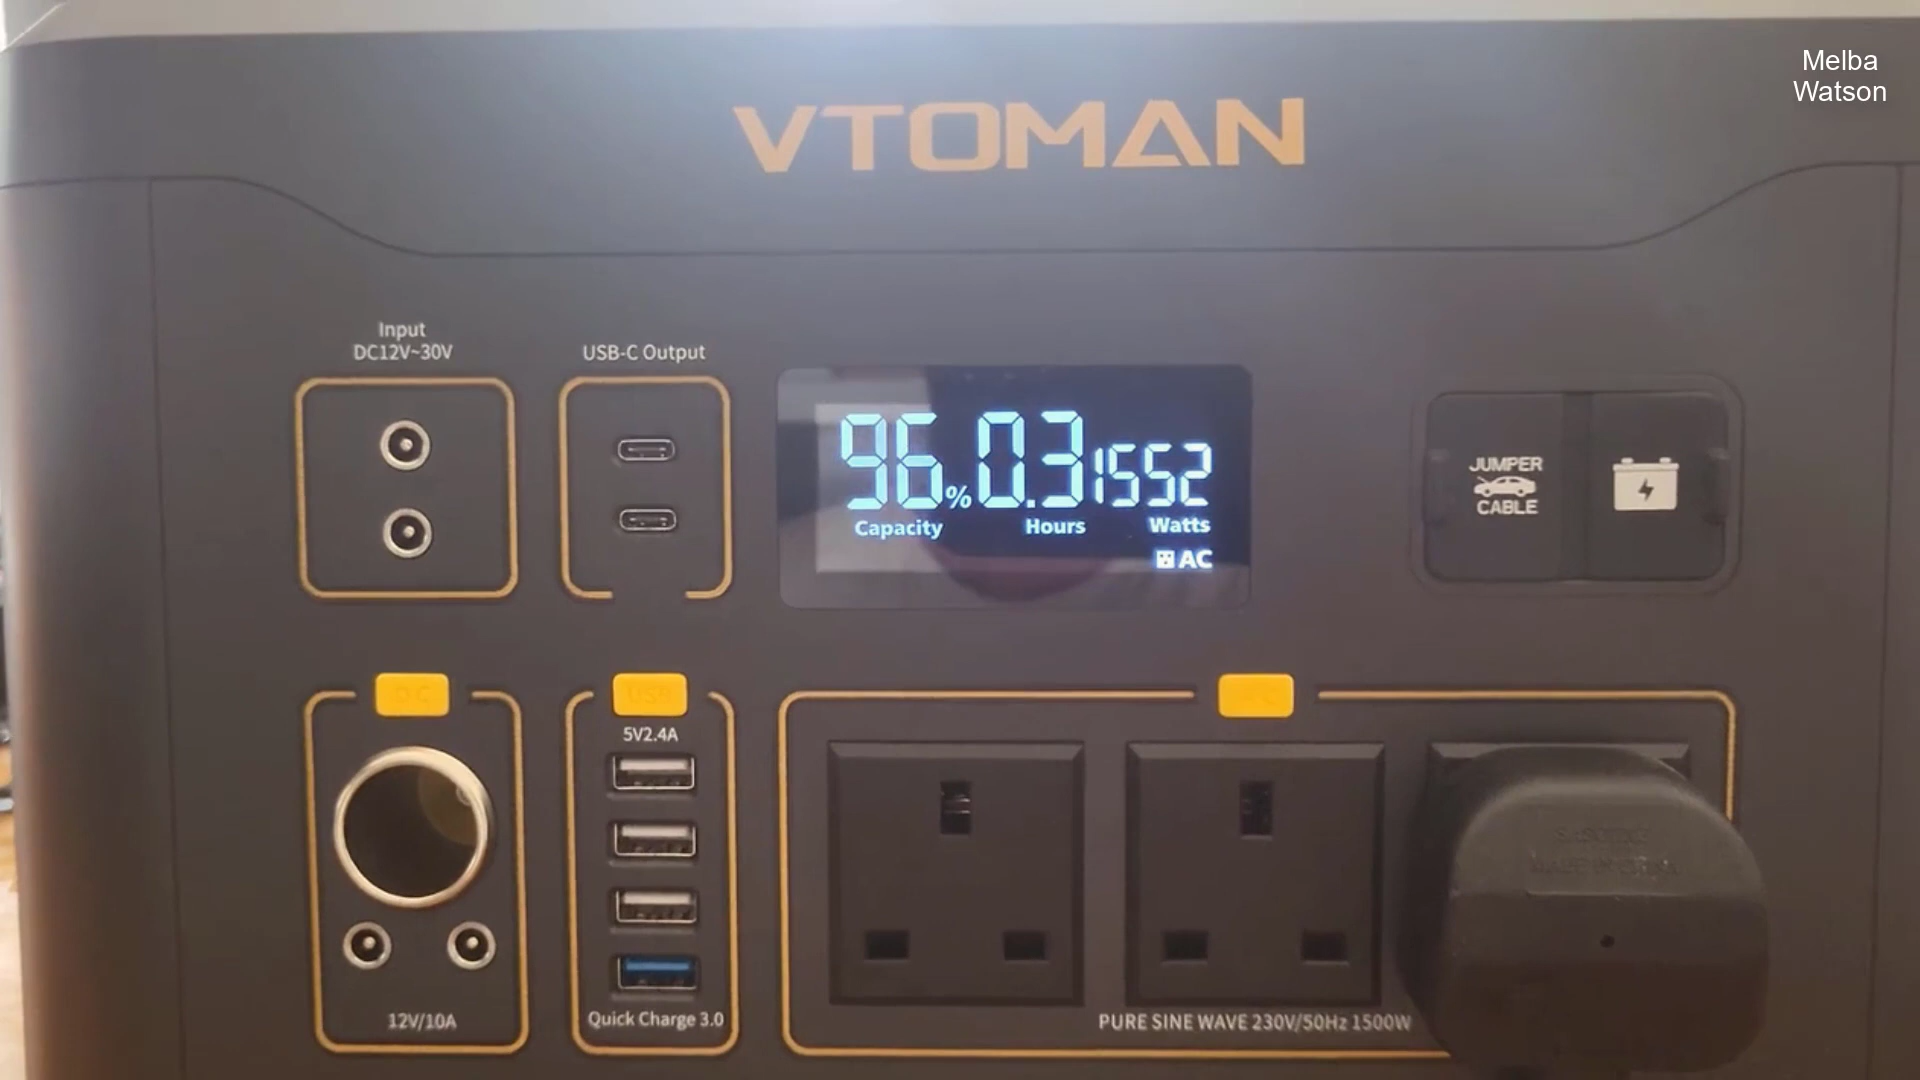 Melba
Watson
VTOMAN
Input
DC12V~30V
USB-C Output
96% 0.3 1552
Capacity Hours Watts
AC
JUMPER
CABLE
5V2.4A
12V/10A
Quick Charge 3.0
PURE SINE WAVE 230V/50Hz 1500W